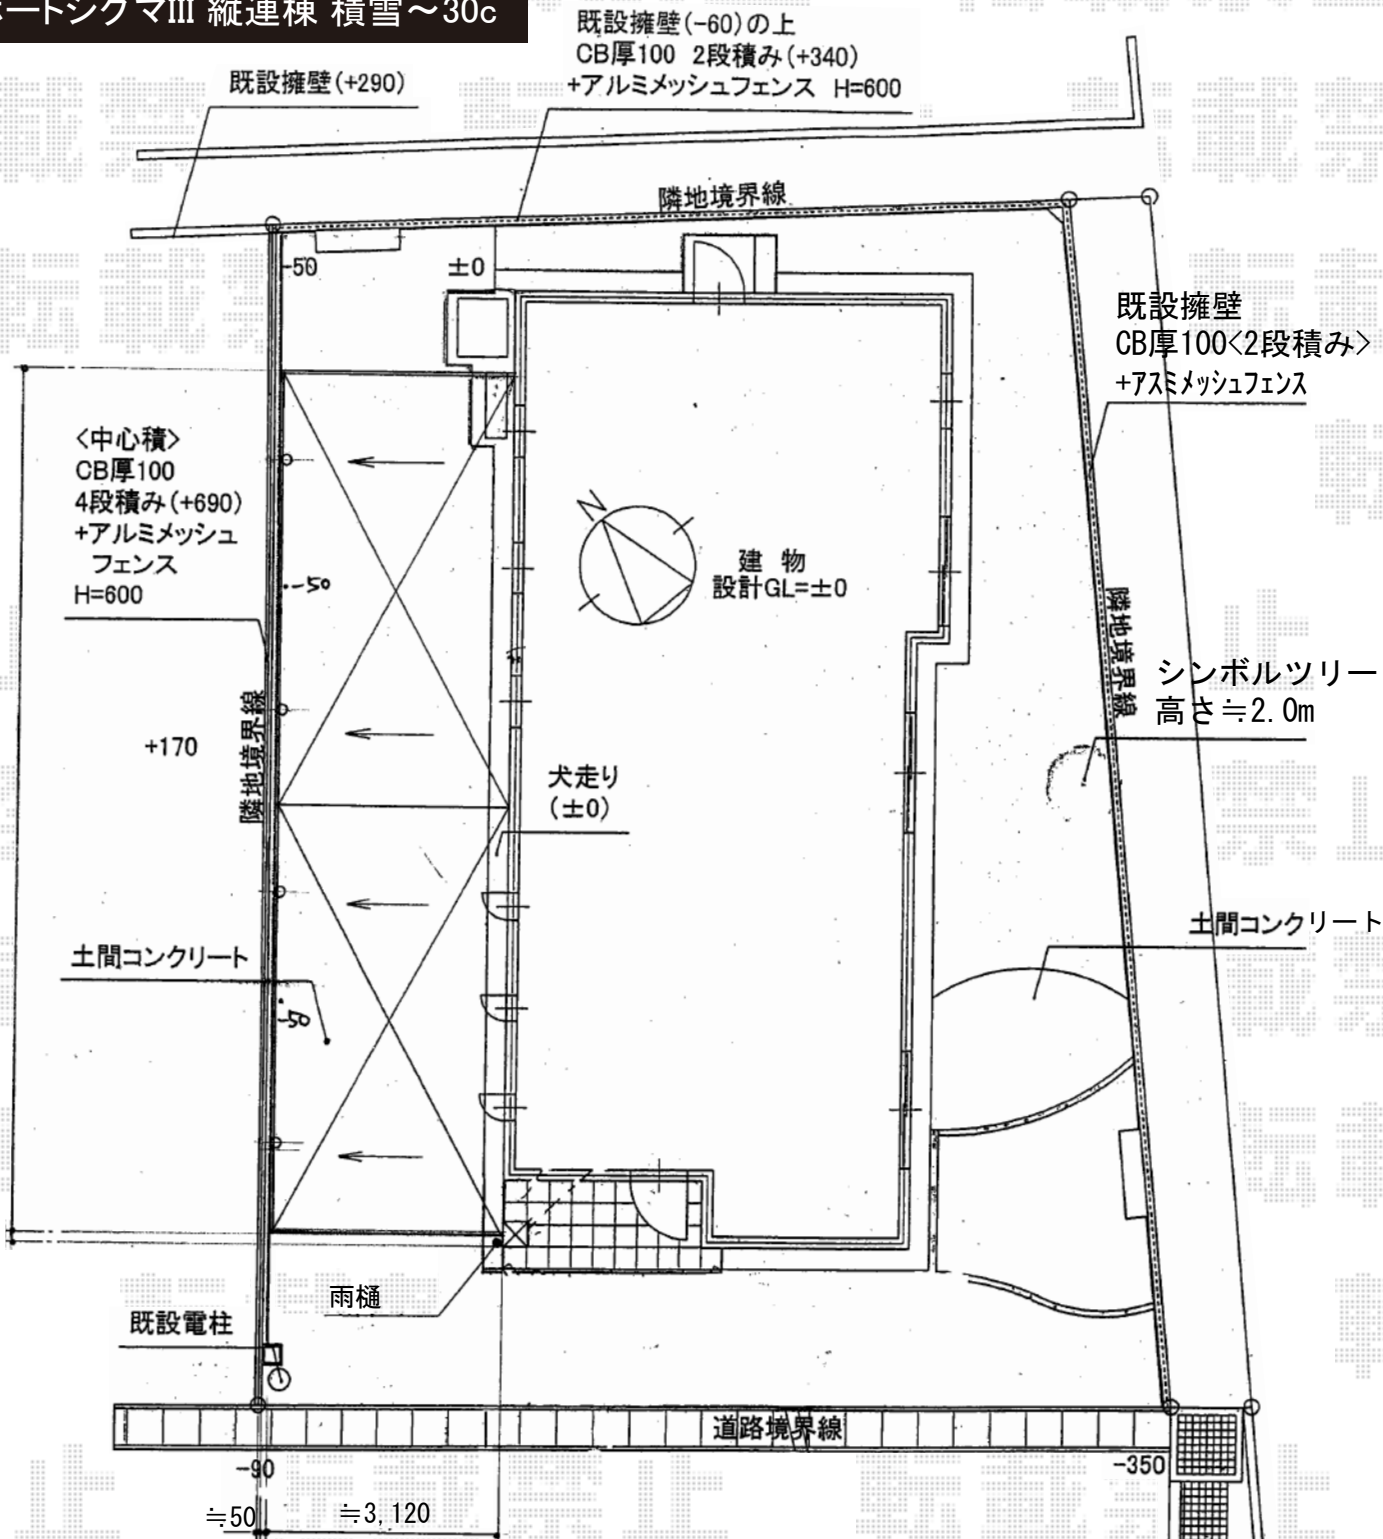 ポートシグマIII 縦連棟 積雪～30c
既設擁壁(-60)の上
CB厚100 2段積み(+340)
+アルミメッシュフェンス H=600
既設擁壁(+290)
隣地境界線
-50
±0
既設擁壁
CB厚100<2段積み>
+アスミメッシュフェンス
<中心積>
CB厚100
4段積み(+690)
+アルミメッシュ
フェンス
H=600
N
建 物
設計GL=±0
-50
隣地境界線
シンボルツリー
高さ≒2.0m
隣地境界線
+170
犬走り
(±0)
土間コンクリート
土間コンクリート
-50
雨樋
既設電柱
道路境界線
-90
-350
≒50
≒3,120